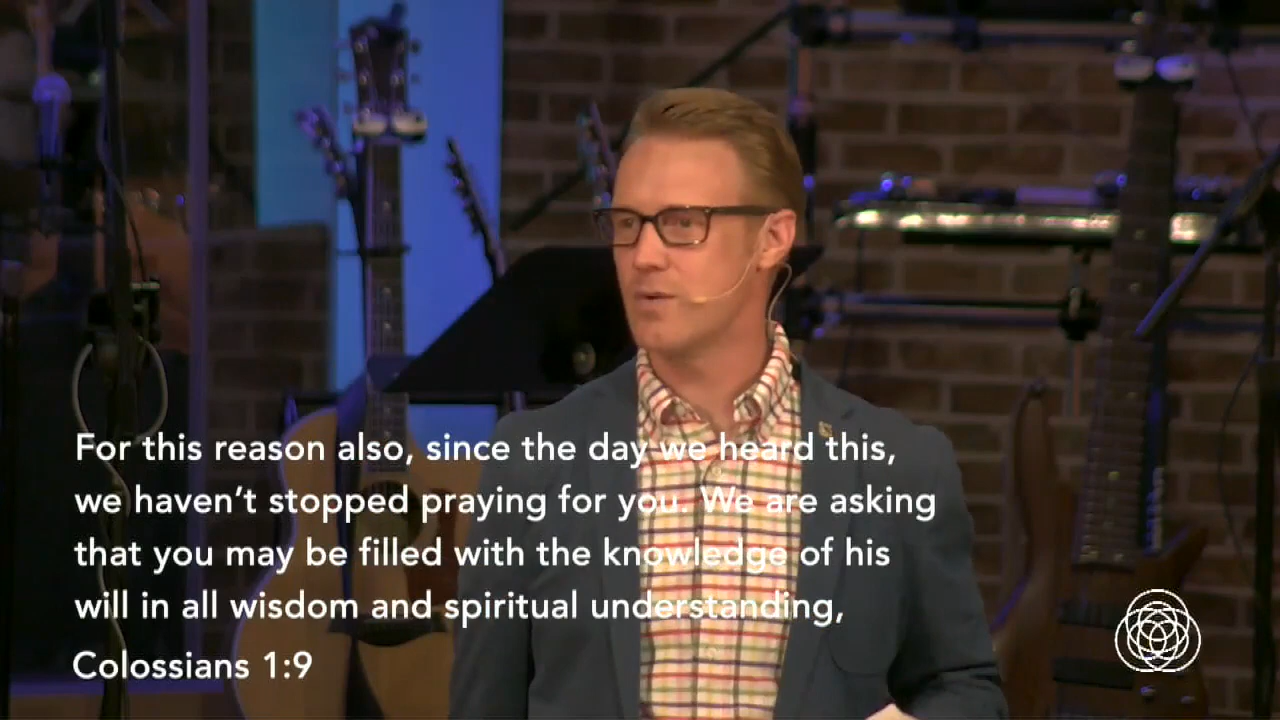 For this reason also, since the day we heard this,
we haven’t stopped praying for you. We are asking
that you may be filled with the knowledge of his
will in all wisdom and spiritual understanding,
Colossians 1:9